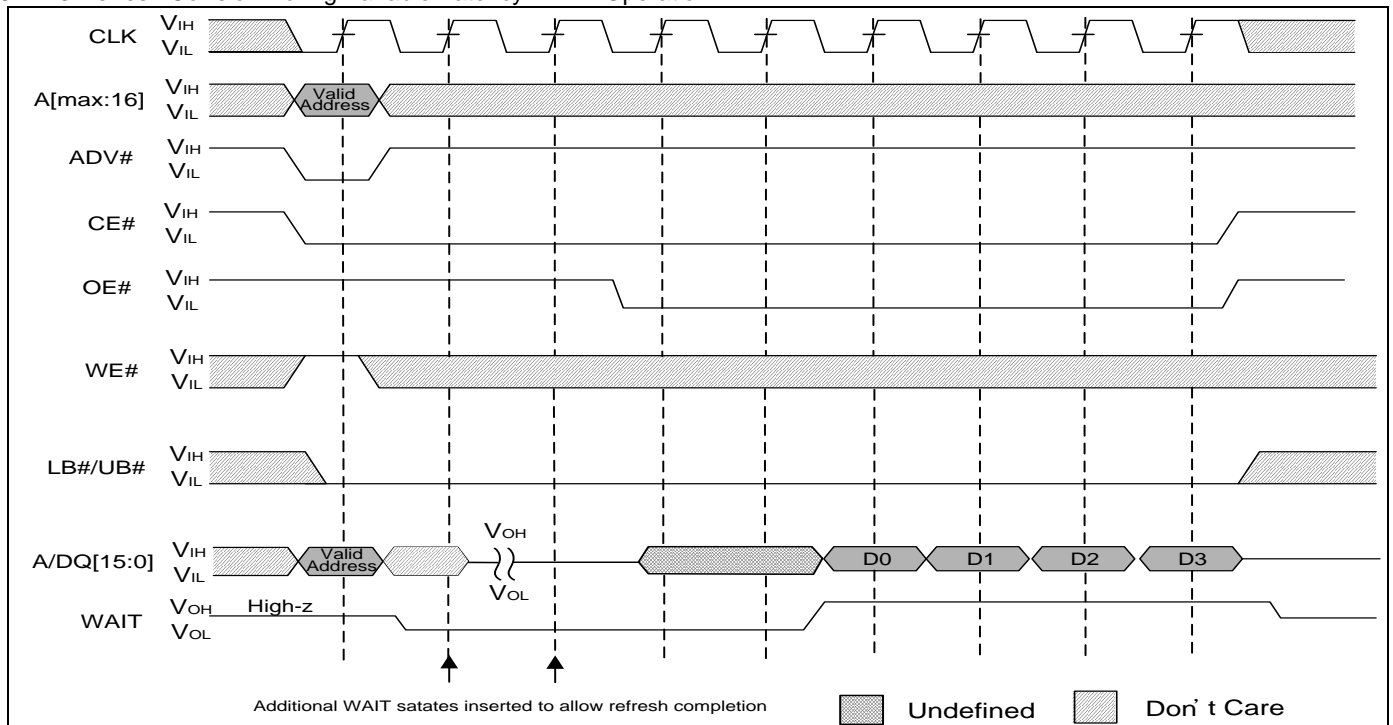 CLK VIH
VIL
A[max:16] VIH
VIL
Valid
Address
ADV# VIH
VIL
CE# VIH
VIL
OE# VIH
VIL
WE# VIH
VIL
LB#/UB# VIH
VIL
A/DQ[15:0] VIH
VIL
Valid
Address
VOH
VOL
D0 D1 D2 D3
WAIT VOH
VOL
High-z
Additional WAIT satates inserted to allow refresh completion
Undefined Don't Care